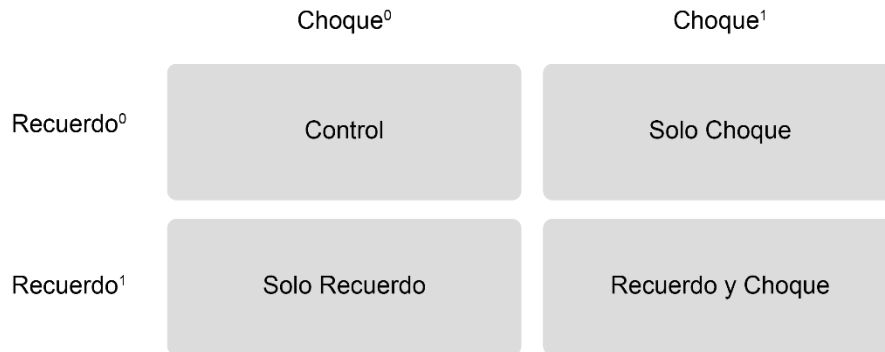 Choque⁰ Choque¹
Recuerdo⁰ Control Solo Choque
Recuerdo¹ Solo Recuerdo Recuerdo y Choque